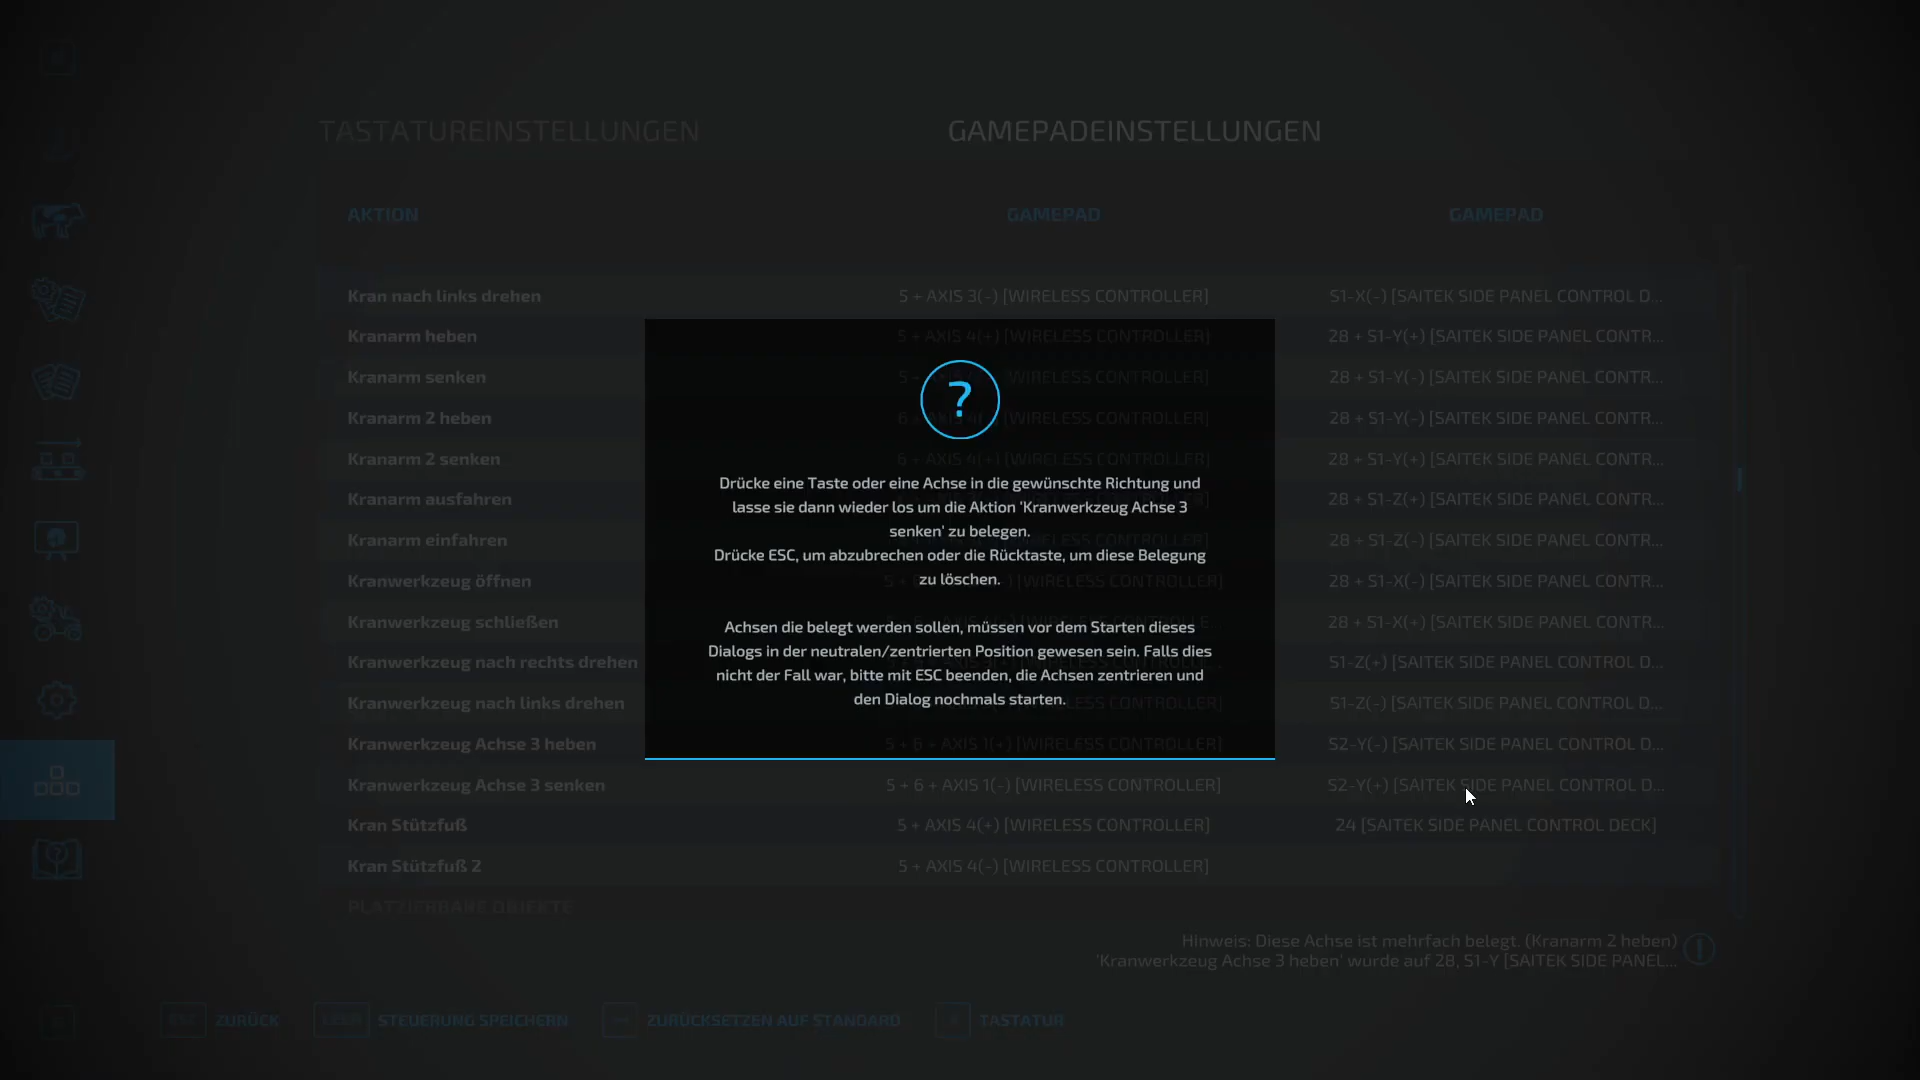 TASTATUREINSTELLUNGEN
GAMEPADEINSTELLUNGEN
AKTION GAMEPAD GAMEPAD
Kran nach links drehen 5 + AXIS 3(-) [WIRELESS CONTROLLER] S1-X(-) [SAITEK SIDE PANEL CONTROL D...
Kranarm heben 5 + AXIS 4(+) [WIRELESS CONTROLLER] 28 + S1-Y(+) [SAITEK SIDE PANEL CONTR...
Kranarm senken 28 + S1-Y(-) [SAITEK SIDE PANEL CONTR...
Kranarm 2 heben 28 + S1-Y(-) [SAITEK SIDE PANEL CONTR...
Kranarm 2 senken 6 + AXIS 4(+) [WIRELESS CONTROLLER] 28 + S1-Y(+) [SAITEK SIDE PANEL CONTR...
Kranarm ausfahren 28 + S1-Z(+) [SAITEK SIDE PANEL CONTR...
Kranarm einfahren 28 + S1-Z(-) [SAITEK SIDE PANEL CONTR...
Kranwerkzeug öffnen 28 + S1-X(-) [SAITEK SIDE PANEL CONTR...
Kranwerkzeug schließen 28 + S1-X(+) [SAITEK SIDE PANEL CONTR...
Kranwerkzeug nach rechts drehen S1-Z(+) [SAITEK SIDE PANEL CONTROL D...
Kranwerkzeug nach links drehen S1-Z(-) [SAITEK SIDE PANEL CONTROL D...
Kranwerkzeug Achse 3 heben 5 + 6 + AXIS 1(+) [WIRELESS CONTROLLER] S2-Y(-) [SAITEK SIDE PANEL CONTROL D...
Kranwerkzeug Achse 3 senken 5 + 6 + AXIS 1(-) [WIRELESS CONTROLLER] S2-Y(+) [SAITEK SIDE PANEL CONTROL D...
Kran Stützfuß 5 + AXIS 4(+) [WIRELESS CONTROLLER] 24 [SAITEK SIDE PANEL CONTROL DECK]
Kran Stützfuß 2 5 + AXIS 4(-) [WIRELESS CONTROLLER]
PLATZIERBARE OBJEKTE
?
Drücke eine Taste oder eine Achse in die gewünschte Richtung und
lasse sie dann wieder los um die Aktion 'Kranwerkzeug Achse 3
senken' zu belegen.
Drücke ESC, um abzubrechen oder die Rücktaste, um diese Belegung
zu löschen.
Achsen die belegt werden sollen, müssen vor dem Starten dieses
Dialogs in der neutralen/zentrierten Position gewesen sein. Falls dies
nicht der Fall war, bitte mit ESC beenden, die Achsen zentrieren und
den Dialog nochmals starten.
Hinweis: Diese Achse ist mehrfach belegt. (Kranarm 2 heben)
'Kranwerkzeug Achse 3 heben' wurde auf 28, S1-Y [SAITEK SIDE PANEL...
ESC ZURÜCK STEUERUNG SPEICHERN ZURÜCKSETZEN AUF STANDARD X TASTATUR